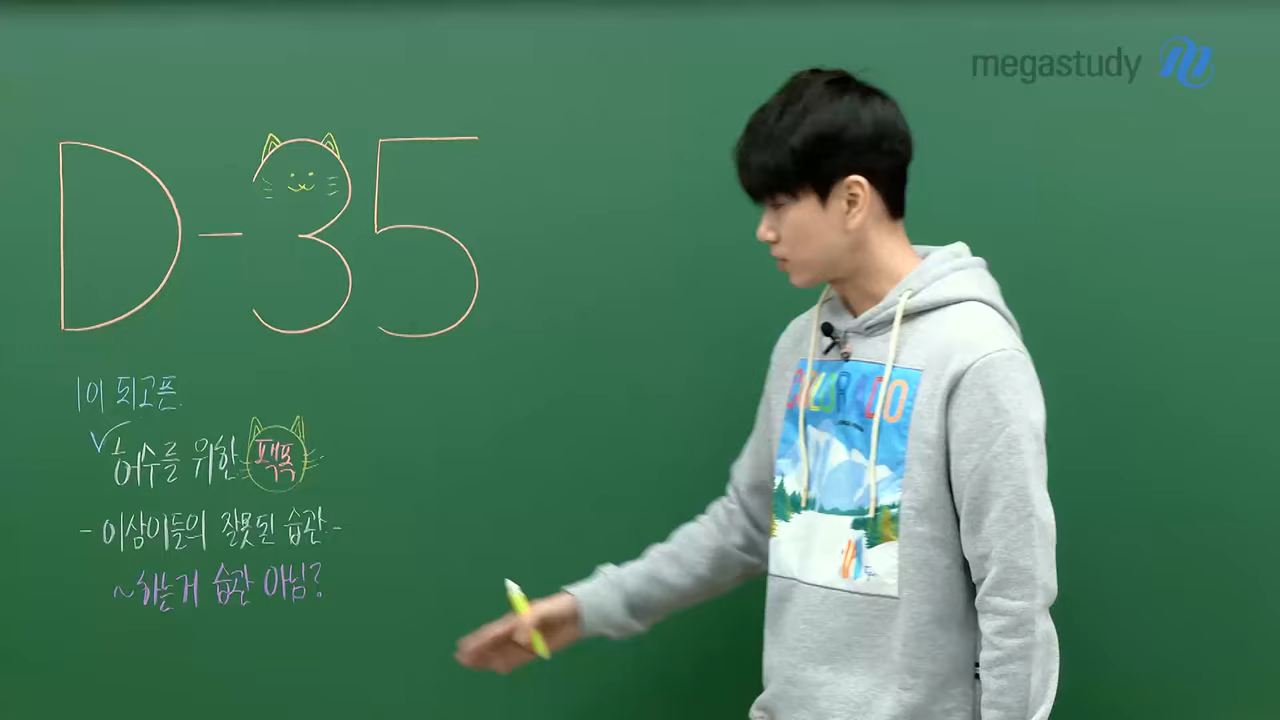 megastudy
D-35
1이 되고픈
허수를 위한 팩폭
- 이삼이들의 잘못된 습관 -
~하는거 습관 아님?
COLORADO